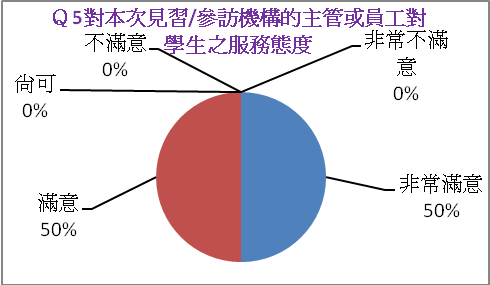 Ｑ5對本次見習/參訪機構的主管或員工對
學生之服務態度
不滿意
0%
非常不滿
意
0%
尚可
0%
滿意
50%
非常滿意
50%